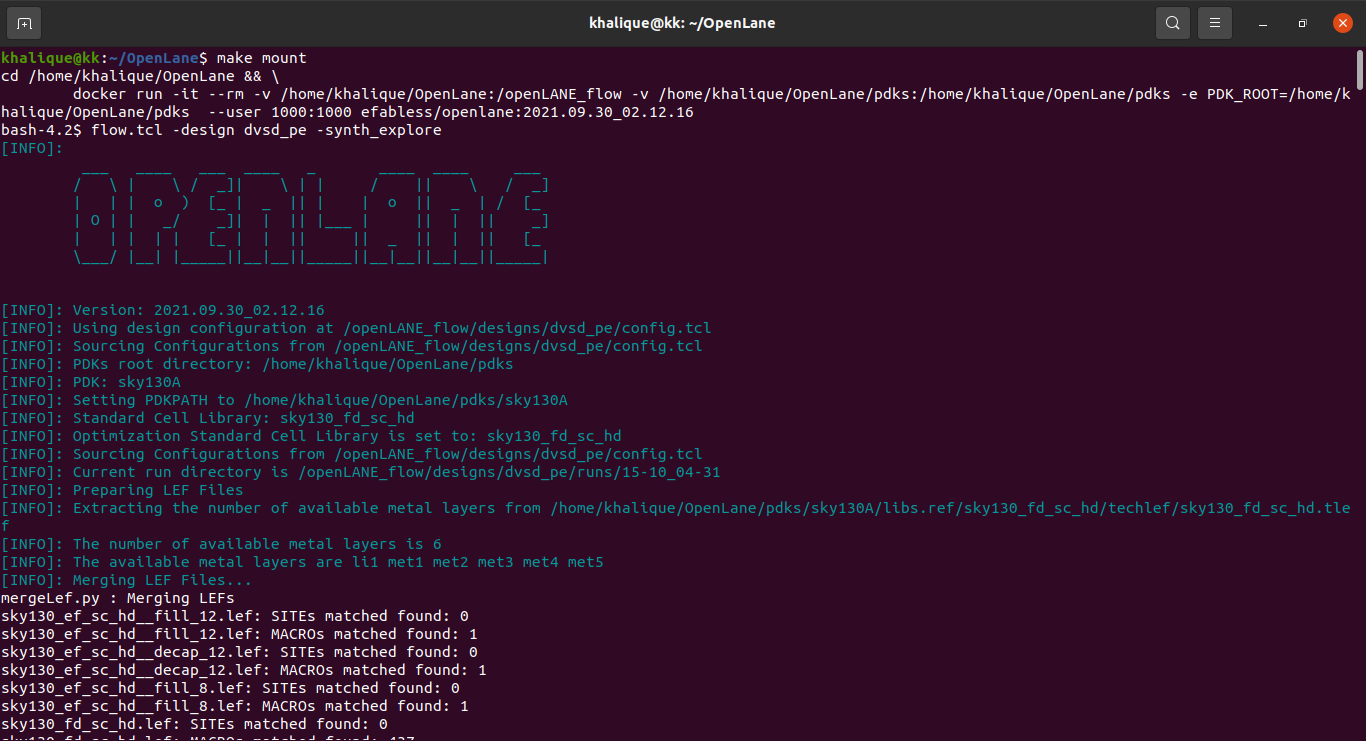 khalique@kk: ~/OpenLane
khalique@kk:~/OpenLane$ make mount
cd /home/khalique/OpenLane && \
docker run -it --rm -v /home/khalique/OpenLane:/openLANE_flow -v /home/khalique/OpenLane/pdks:/home/khalique/OpenLane/pdks -e PDK_ROOT=/home/k
halique/OpenLane/pdks  --user 1000:1000 efabless/openlane:2021.09.30_02.12.16
bash-4.2$ flow.tcl -design dvsd_pe -synth_explore
[INFO]:
OPENLANE
[INFO]: Version: 2021.09.30_02.12.16
[INFO]: Using design configuration at /openLANE_flow/designs/dvsd_pe/config.tcl
[INFO]: Sourcing Configurations from /openLANE_flow/designs/dvsd_pe/config.tcl
[INFO]: PDKs root directory: /home/khalique/OpenLane/pdks
[INFO]: PDK: sky130A
[INFO]: Setting PDKPATH to /home/khalique/OpenLane/pdks/sky130A
[INFO]: Standard Cell Library: sky130_fd_sc_hd
[INFO]: Optimization Standard Cell Library is set to: sky130_fd_sc_hd
[INFO]: Sourcing Configurations from /openLANE_flow/designs/dvsd_pe/config.tcl
[INFO]: Current run directory is /openLANE_flow/designs/dvsd_pe/runs/15-10_04-31
[INFO]: Preparing LEF Files
[INFO]: Extracting the number of available metal layers from /home/khalique/OpenLane/pdks/sky130A/libs.ref/sky130_fd_sc_hd/techlef/sky130_fd_sc_hd.tle
f
[INFO]: The number of available metal layers is 6
[INFO]: The available metal layers are li1 met1 met2 met3 met4 met5
[INFO]: Merging LEF Files...
mergeLef.py : Merging LEFs
sky130_ef_sc_hd__fill_12.lef: SITEs matched found: 0
sky130_ef_sc_hd__fill_12.lef: MACROs matched found: 1
sky130_ef_sc_hd__decap_12.lef: SITEs matched found: 0
sky130_ef_sc_hd__decap_12.lef: MACROs matched found: 1
sky130_ef_sc_hd__fill_8.lef: SITEs matched found: 0
sky130_ef_sc_hd__fill_8.lef: MACROs matched found: 1
sky130_fd_sc_hd.lef: SITEs matched found: 0
sky130_fd_sc_hd.lef: MACROs matched found: 437